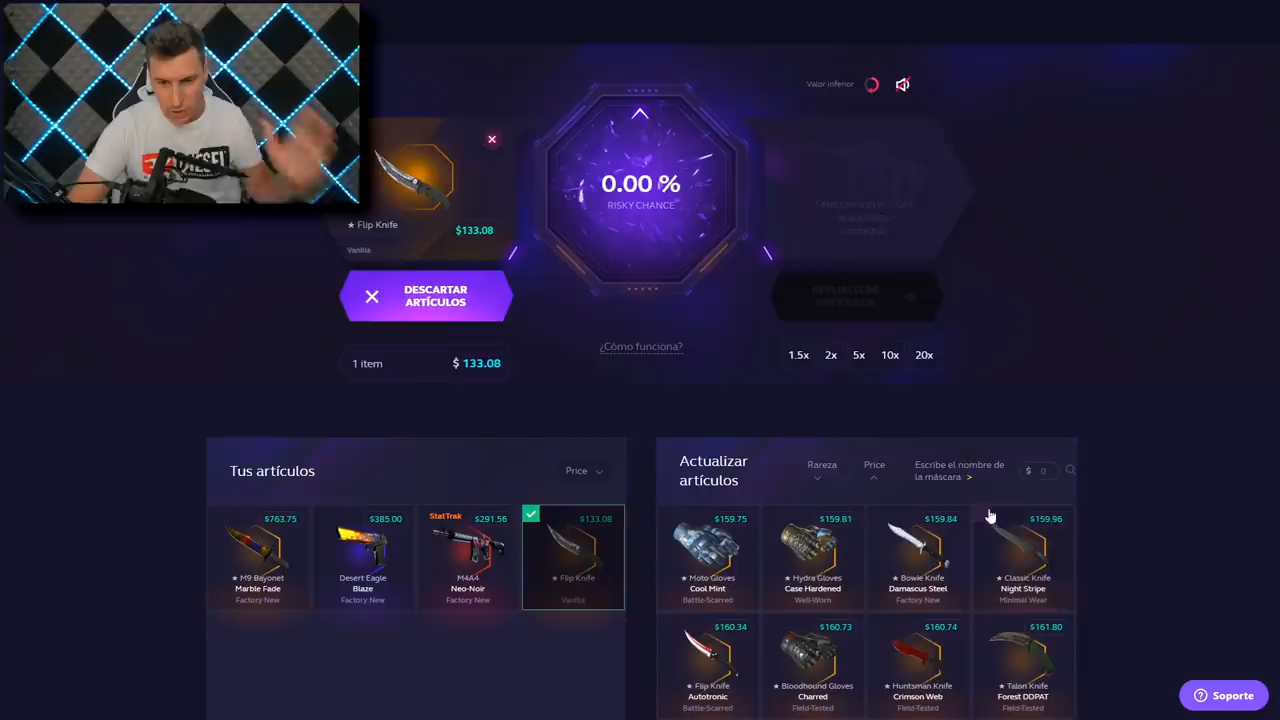 Valor inferior
0.00 %
RISKY CHANCE
DIESEL
★ Flip Knife
$133.08
Vanilla
DESCARTAR
ARTÍCULOS
1 item
$ 133.08
¿Cómo funciona?
1.5x 2x 5x 10x 20x
Tus artículos
Price
$763.75
★ M9 Bayonet
Marble Fade
Factory New
$385.00
Desert Eagle
Blaze
Factory New
StatTrak
$291.56
M4A4
Neo-Noir
Factory New
$133.08
★ Flip Knife
Vanilla
Actualizar
artículos
Rareza
Price
Escribe el nombre de
la máscara >
$ 0
$159.75
★ Moto Gloves
Cool Mint
Battle-Scarred
$159.81
★ Hydra Gloves
Case Hardened
Well-Worn
$159.84
★ Bowie Knife
Damascus Steel
Factory New
$159.96
★ Classic Knife
Night Stripe
Minimal Wear
$160.34
★ Flip Knife
Autotronic
Battle-Scarred
$160.73
★ Bloodhound Gloves
Charred
Field-Tested
$160.74
★ Huntsman Knife
Crimson Web
Field-Tested
$161.80
★ Talon Knife
Forest DDPAT
Field-Tested
Soporte